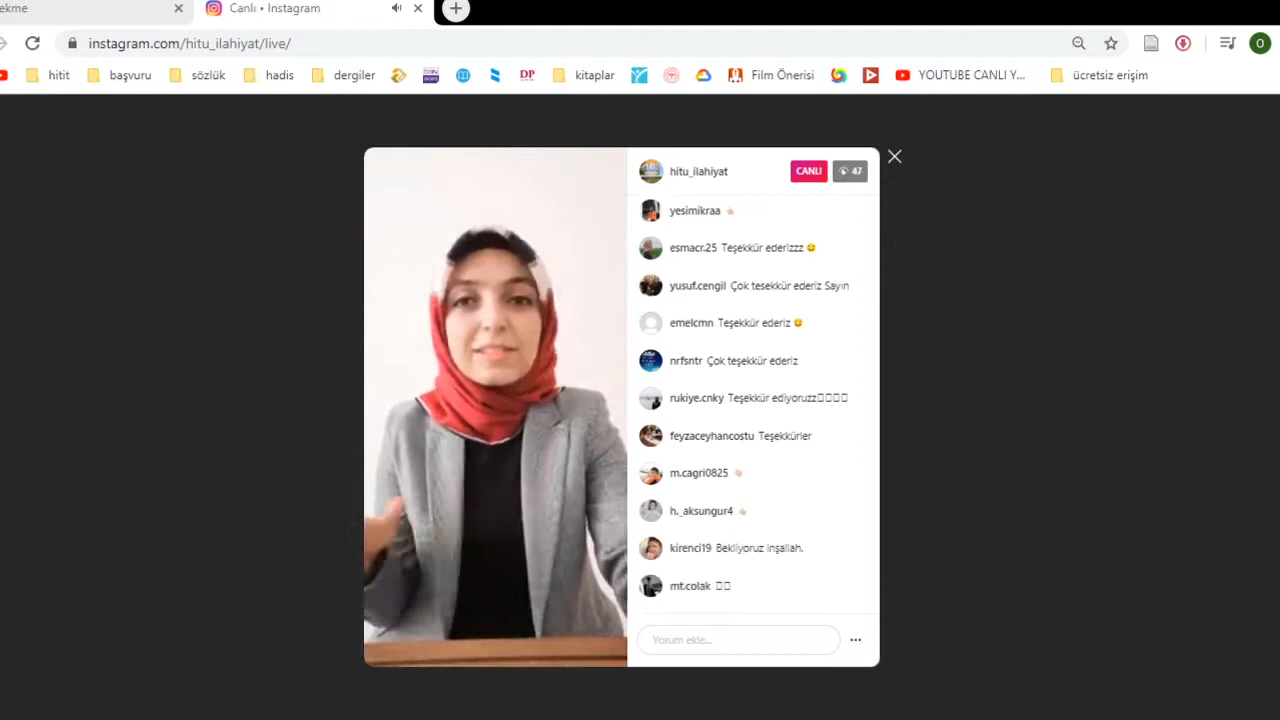 ekme
Canlı • Instagram
instagram.com/hitu_ilahiyat/live/
O
hitit
başvuru
sözlük
hadis
dergiler
DP
kitaplar
Film Önerisi
YOUTUBE CANLI Y...
ücretsiz erişim
hitu_ilahiyat
CANLI
47
yesimikraa
esmacr.25 Teşekkür ederizzz
yusuf.cengil Çok tesekkür ederiz Sayın
emelcmn Teşekkür ederiz
nrfsntr Çok teşekkür ederiz
rukiye.cnky Teşekkür ediyoruzz
feyzaceyhancostu Teşekkürler
m.cagri0825
h._aksungur4
kirenci19 Bekliyoruz inşallah.
mt.colak
Yorum ekle...